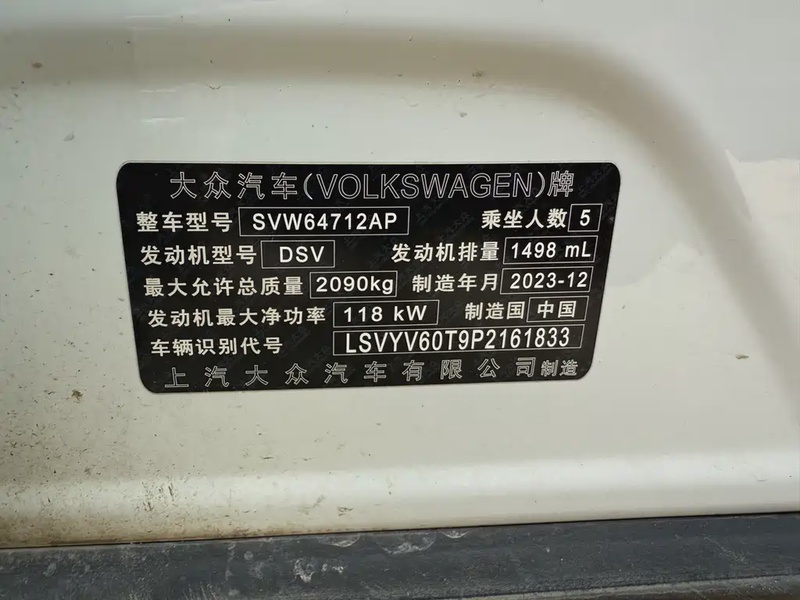 大众汽车(VOLKSWAGEN)牌
整车型号 SVW64712AP 乘坐人数 5
发动机型号 DSV 发动机排量 1498 mL
最大允许总质量 2090kg 制造年月 2023-12
发动机最大净功率 118 kW 制造国 中国
车辆识别代号 LSVYV60T9P2161833
上汽大众汽车有限公司制造